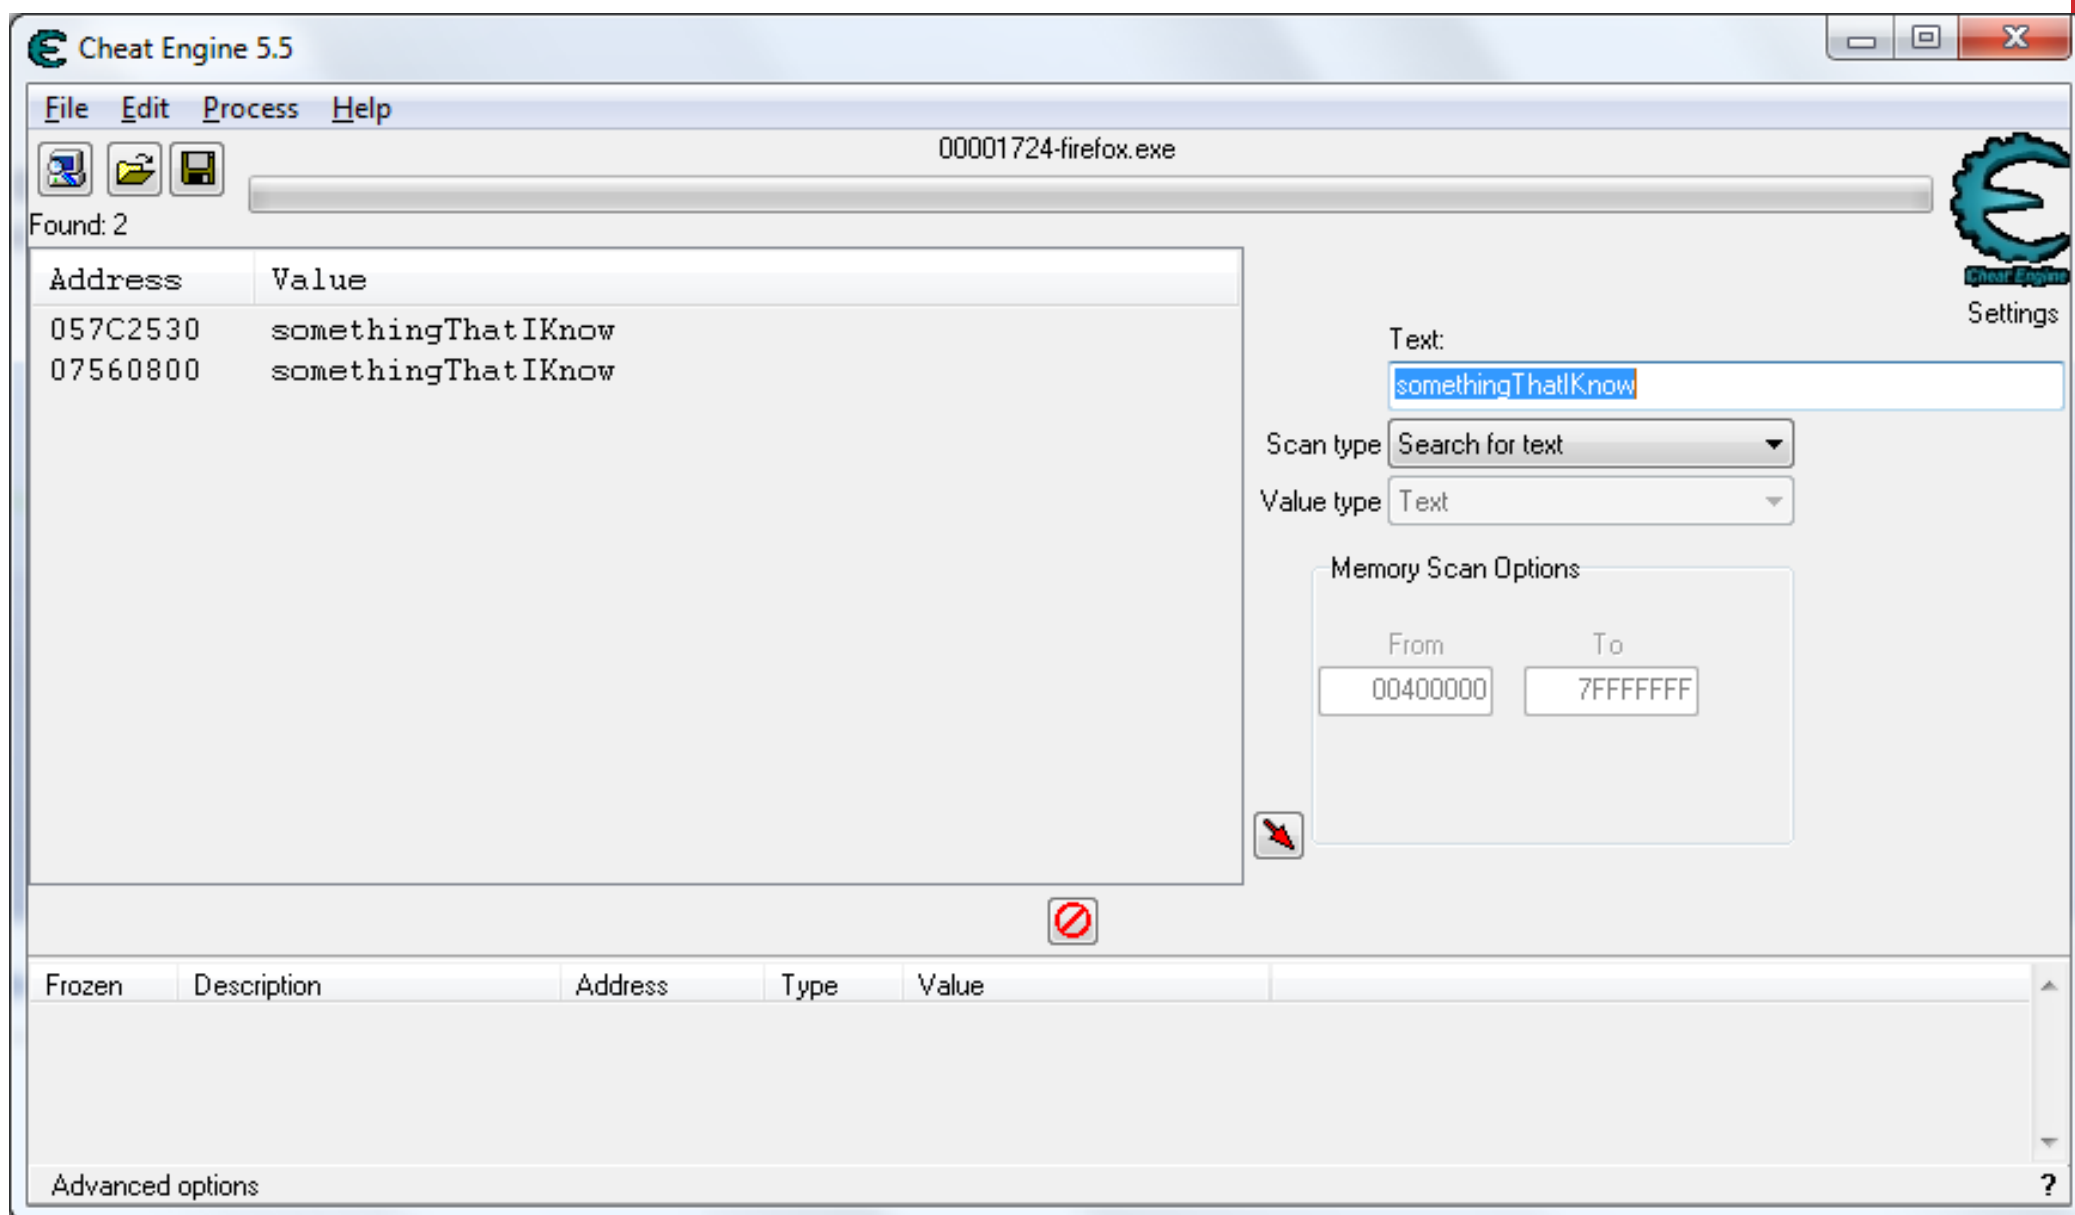 Cheat Engine 5.5
File Edit Process Help
00001724-firefox.exe
Found: 2
Address Value
057C2530 somethingThatIKnow
07560800 somethingThatIKnow
Cheat Engine
Settings
Text:
somethingThatIKnow
Scan type Search for text
Value type Text
Memory Scan Options
From To
00400000 7FFFFFFF
Frozen Description Address Type Value
Advanced options ?